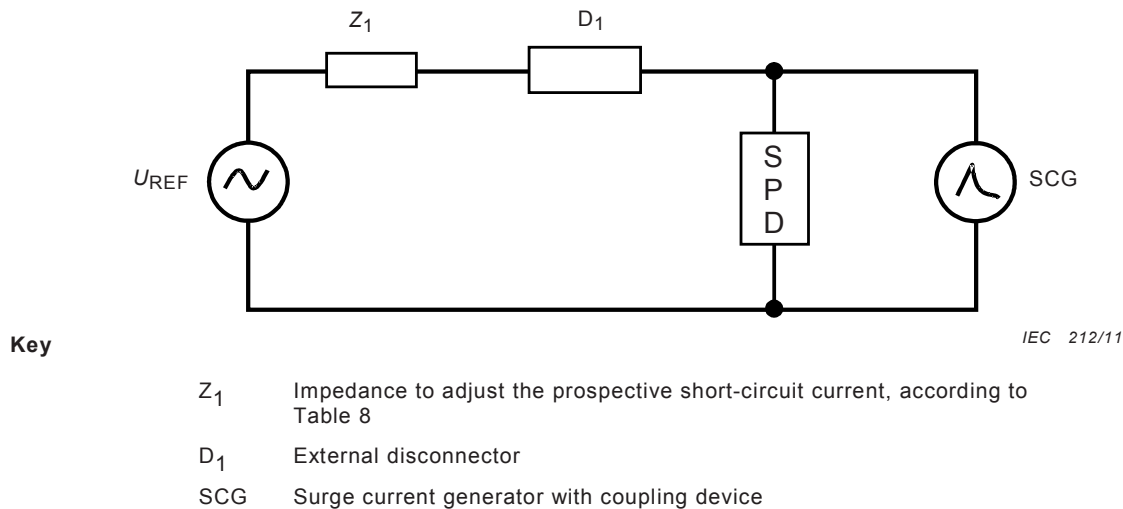 Z1
D1
UREF
S
P
D
SCG
IEC 212/11
Key
Z1 Impedance to adjust the prospective short-circuit current, according to
Table 8
D1 External disconnector
SCG Surge current generator with coupling device